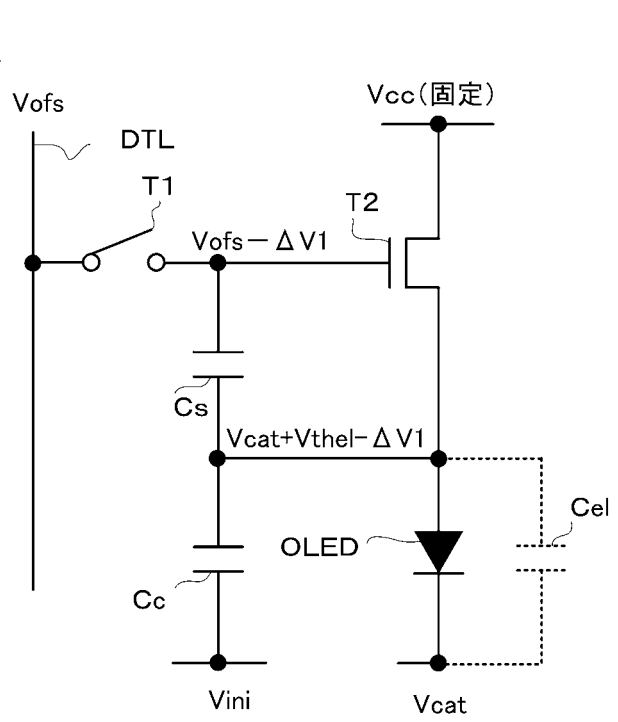 Vcc(固定)
Vofs
DTL
T1
T2
Vofs－ΔV1
Cs
Vcat+Vthel-ΔV1
Cel
OLED
Cc
Vini
Vcat